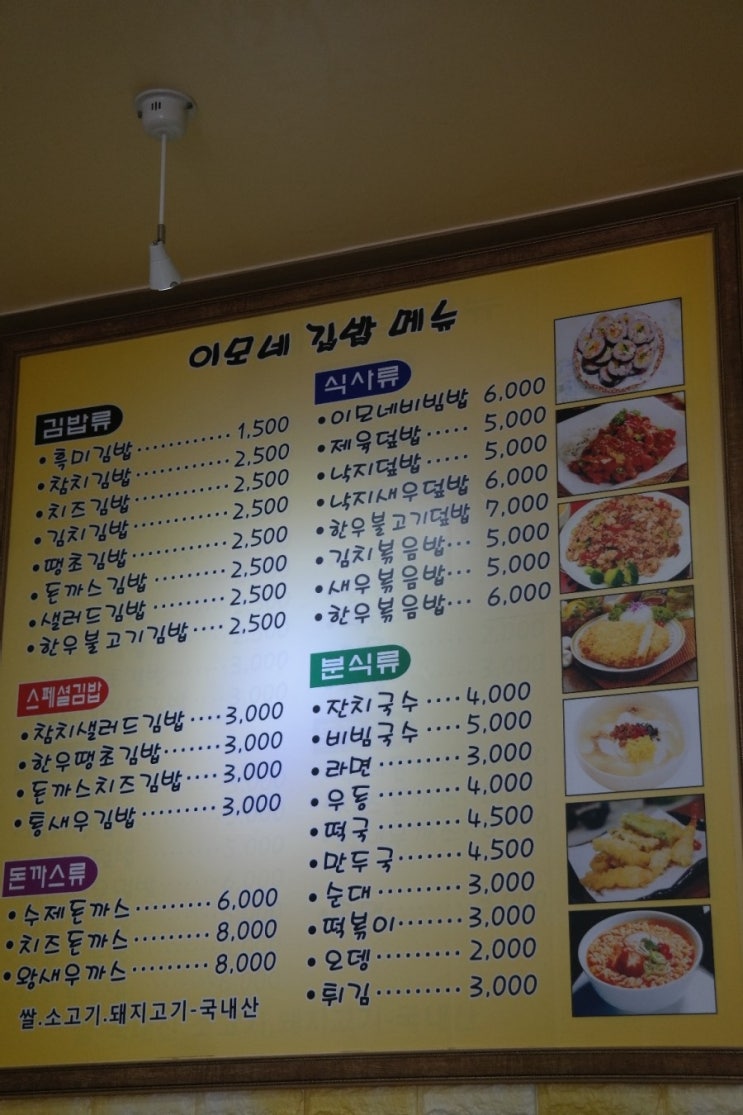 이모네 김밥 메뉴
김밥류
•흑미김밥············1,500
•참치김밥············2,500
•치즈김밥············2,500
•김치김밥············2,500
•땡초김밥············2,500
•돈까스김밥········2,500
•샐러드김밥········2,500
•한우불고기김밥····2,500
스페셜김밥
•참치샐러드김밥····3,000
•한우땡초김밥·······3,000
•돈까스치즈김밥····3,000
•통새우김밥·········3,000
돈까스류
•수제돈까스·········6,000
•치즈돈까스·········8,000
•왕새우까스·········8,000
쌀.소고기.돼지고기-국내산
식사류
•이모네비빔밥 6,000
•제육덮밥····· 5,000
•낙지덮밥····· 5,000
•낙지새우덮밥 6,000
•한우불고기덮밥 7,000
•김치볶음밥··· 5,000
•새우볶음밥··· 5,000
•한우볶음밥··· 6,000
분식류
•잔치국수····4,000
•비빔국수····5,000
•라면·········3,000
•우동·········4,000
•떡국·········4,500
•만두국·······4,500
•순대·········3,000
•떡볶이·······3,000
•오뎅·········2,000
•튀김·········3,000